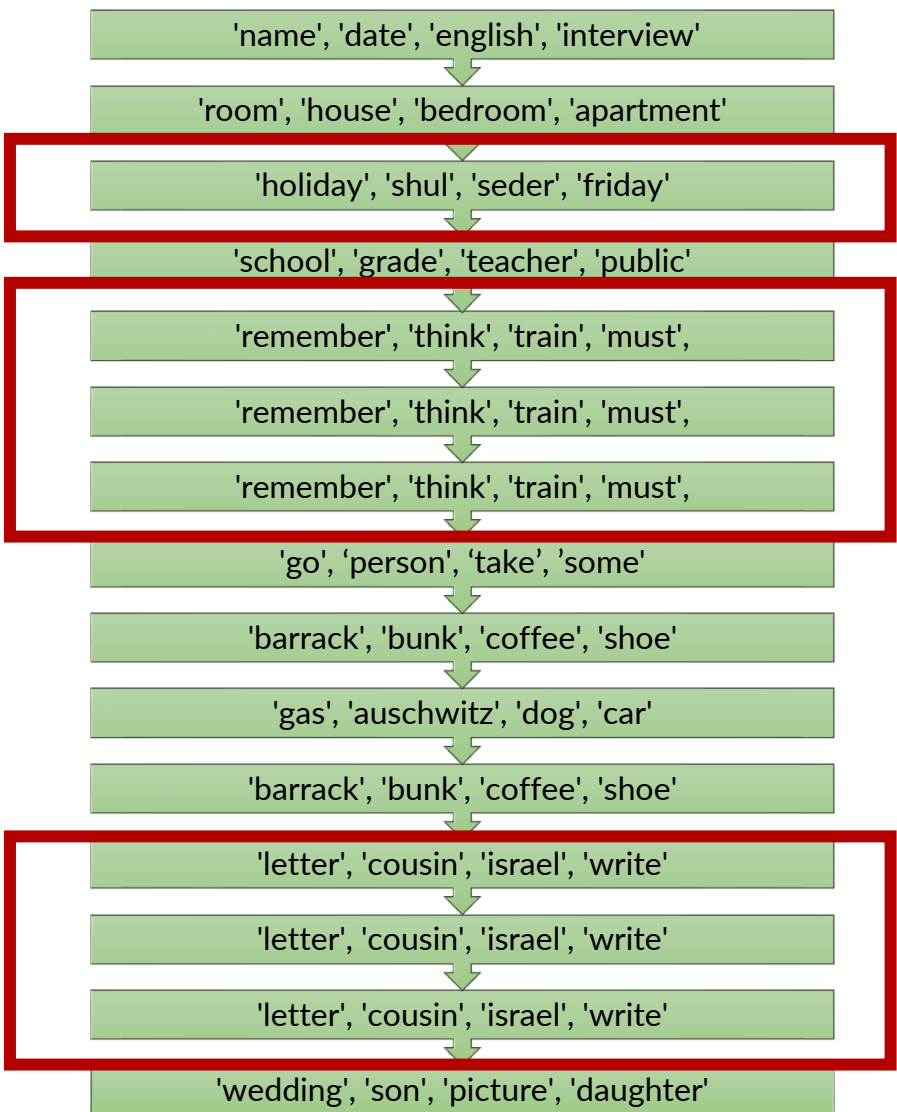 'name', 'date', 'english', 'interview'
'room', 'house', 'bedroom', 'apartment'
'holiday', 'shul', 'seder', 'friday'
'school', 'grade', 'teacher', 'public'
'remember', 'think', 'train', 'must',
'remember', 'think', 'train', 'must',
'remember', 'think', 'train', 'must',
'go', ‘person', ‘take’, ’some'
'barrack', 'bunk', 'coffee', 'shoe'
'gas', 'auschwitz', 'dog', 'car'
'barrack', 'bunk', 'coffee', 'shoe'
'letter', 'cousin', 'israel', 'write'
'letter', 'cousin', 'israel', 'write'
'letter', 'cousin', 'israel', 'write'
'wedding', 'son', 'picture', 'daughter'